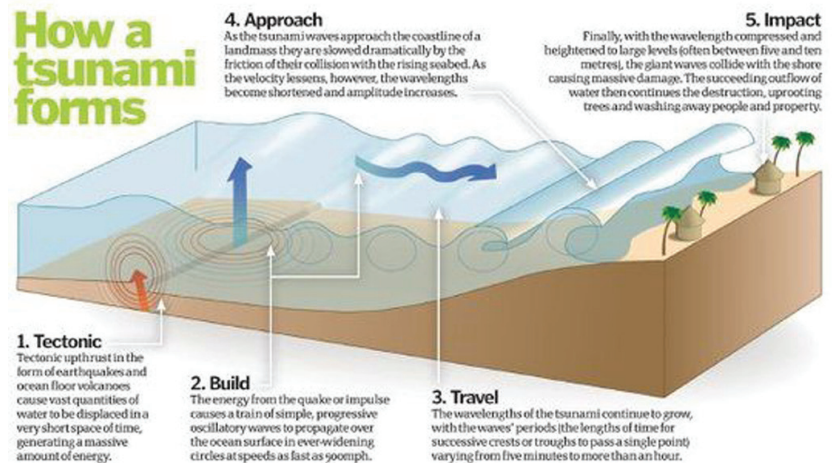 How a
tsunami
forms
4. Approach
As the tsunami waves approach the coastline of a
landmass they are slowed dramatically by the
friction of their collision with the rising seabed. As
the velocity lessens, however, the wavelengths
become shortened and amplitude increases.
5. Impact
Finally, with the wavelength compressed and
heightened to large levels (often between five and ten
metres), the giant waves collide with the shore
causing massive damage. The succeeding outflow of
water then continues the destruction, uprooting
trees and washing away people and property.
1. Tectonic
Tectonic upthrust in the
form of earthquakes and
ocean floor volcanoes
cause vast quantities of
water to be displaced in a
very short space of time,
generating a massive
amount of energy.
2. Build
The energy from the quake or impulse
causes a train of simple, progressive
oscillatory waves to propagate over
the ocean surface in ever-widening
circles at speeds as fast as 900mph.
3. Travel
The wavelengths of the tsunami continue to grow,
with the waves' periods (the lengths of time for
successive crests or troughs to pass a single point)
varying from five minutes to more than an hour.